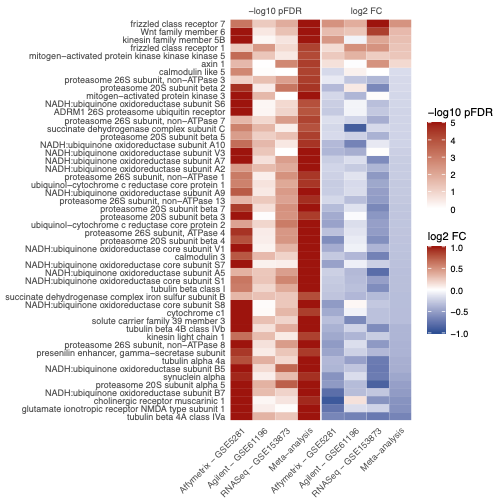 −log10 pFDR
log2 FC
frizzled class receptor 7
Wnt family member 6
kinesin family member 5B
frizzled class receptor 1
mitogen−activated protein kinase kinase kinase 5
axin 1
calmodulin like 5
proteasome 26S subunit, non−ATPase 3
proteasome 20S subunit beta 2
mitogen−activated protein kinase 3
NADH:ubiquinone oxidoreductase subunit S6
ADRM1 26S proteasome ubiquitin receptor
proteasome 26S subunit, non−ATPase 7
succinate dehydrogenase complex subunit C
proteasome 20S subunit beta 5
NADH:ubiquinone oxidoreductase subunit A10
NADH:ubiquinone oxidoreductase subunit V3
NADH:ubiquinone oxidoreductase subunit A7
NADH:ubiquinone oxidoreductase subunit A2
proteasome 26S subunit, non−ATPase 1
ubiquinol−cytochrome c reductase core protein 1
NADH:ubiquinone oxidoreductase subunit A9
proteasome 26S subunit, non−ATPase 13
proteasome 20S subunit beta 7
proteasome 20S subunit beta 3
ubiquinol−cytochrome c reductase core protein 2
proteasome 26S subunit, ATPase 4
proteasome 20S subunit beta 4
NADH:ubiquinone oxidoreductase core subunit V1
calmodulin 3
NADH:ubiquinone oxidoreductase core subunit S7
NADH:ubiquinone oxidoreductase subunit A5
NADH:ubiquinone oxidoreductase core subunit S1
tubulin beta class I
succinate dehydrogenase complex iron sulfur subunit B
NADH:ubiquinone oxidoreductase core subunit S8
cytochrome c1
solute carrier family 39 member 3
tubulin beta 4B class IVb
kinesin light chain 1
proteasome 26S subunit, non−ATPase 8
presenilin enhancer, gamma−secretase subunit
tubulin alpha 4a
NADH:ubiquinone oxidoreductase subunit B5
synuclein alpha
proteasome 20S subunit alpha 5
NADH:ubiquinone oxidoreductase subunit B7
cholinergic receptor muscarinic 1
glutamate ionotropic receptor NMDA type subunit 1
tubulin beta 4A class IVa
Affymetrix − GSE5281
Agilent − GSE61196
RNASeq − GSE153873
Meta−analysis
Affymetrix − GSE5281
Agilent − GSE61196
RNASeq − GSE153873
Meta−analysis
−log10 pFDR
5
4
3
2
1
0
log2 FC
1.0
0.5
0.0
−0.5
−1.0